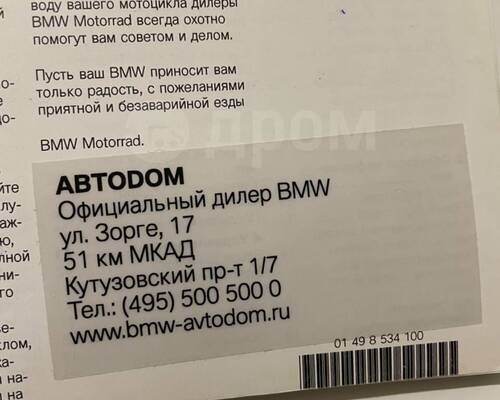 воду вашего мотоцикла дилеры
BMW Motorrad всегда охотно
помогут вам советом и делом.
Пусть ваш BMW приносит вам
только радость, с пожеланиями
приятной и безаварийной езды
BMW Motorrad.
дром
АВТОDOM
Официальный дилер BMW
ул. Зорге, 17
51 км МКАД
Кутузовский пр-т 1/7
Тел.: (495) 500 500 0
www.bmw-avtodom.ru
01 49 8 534 100